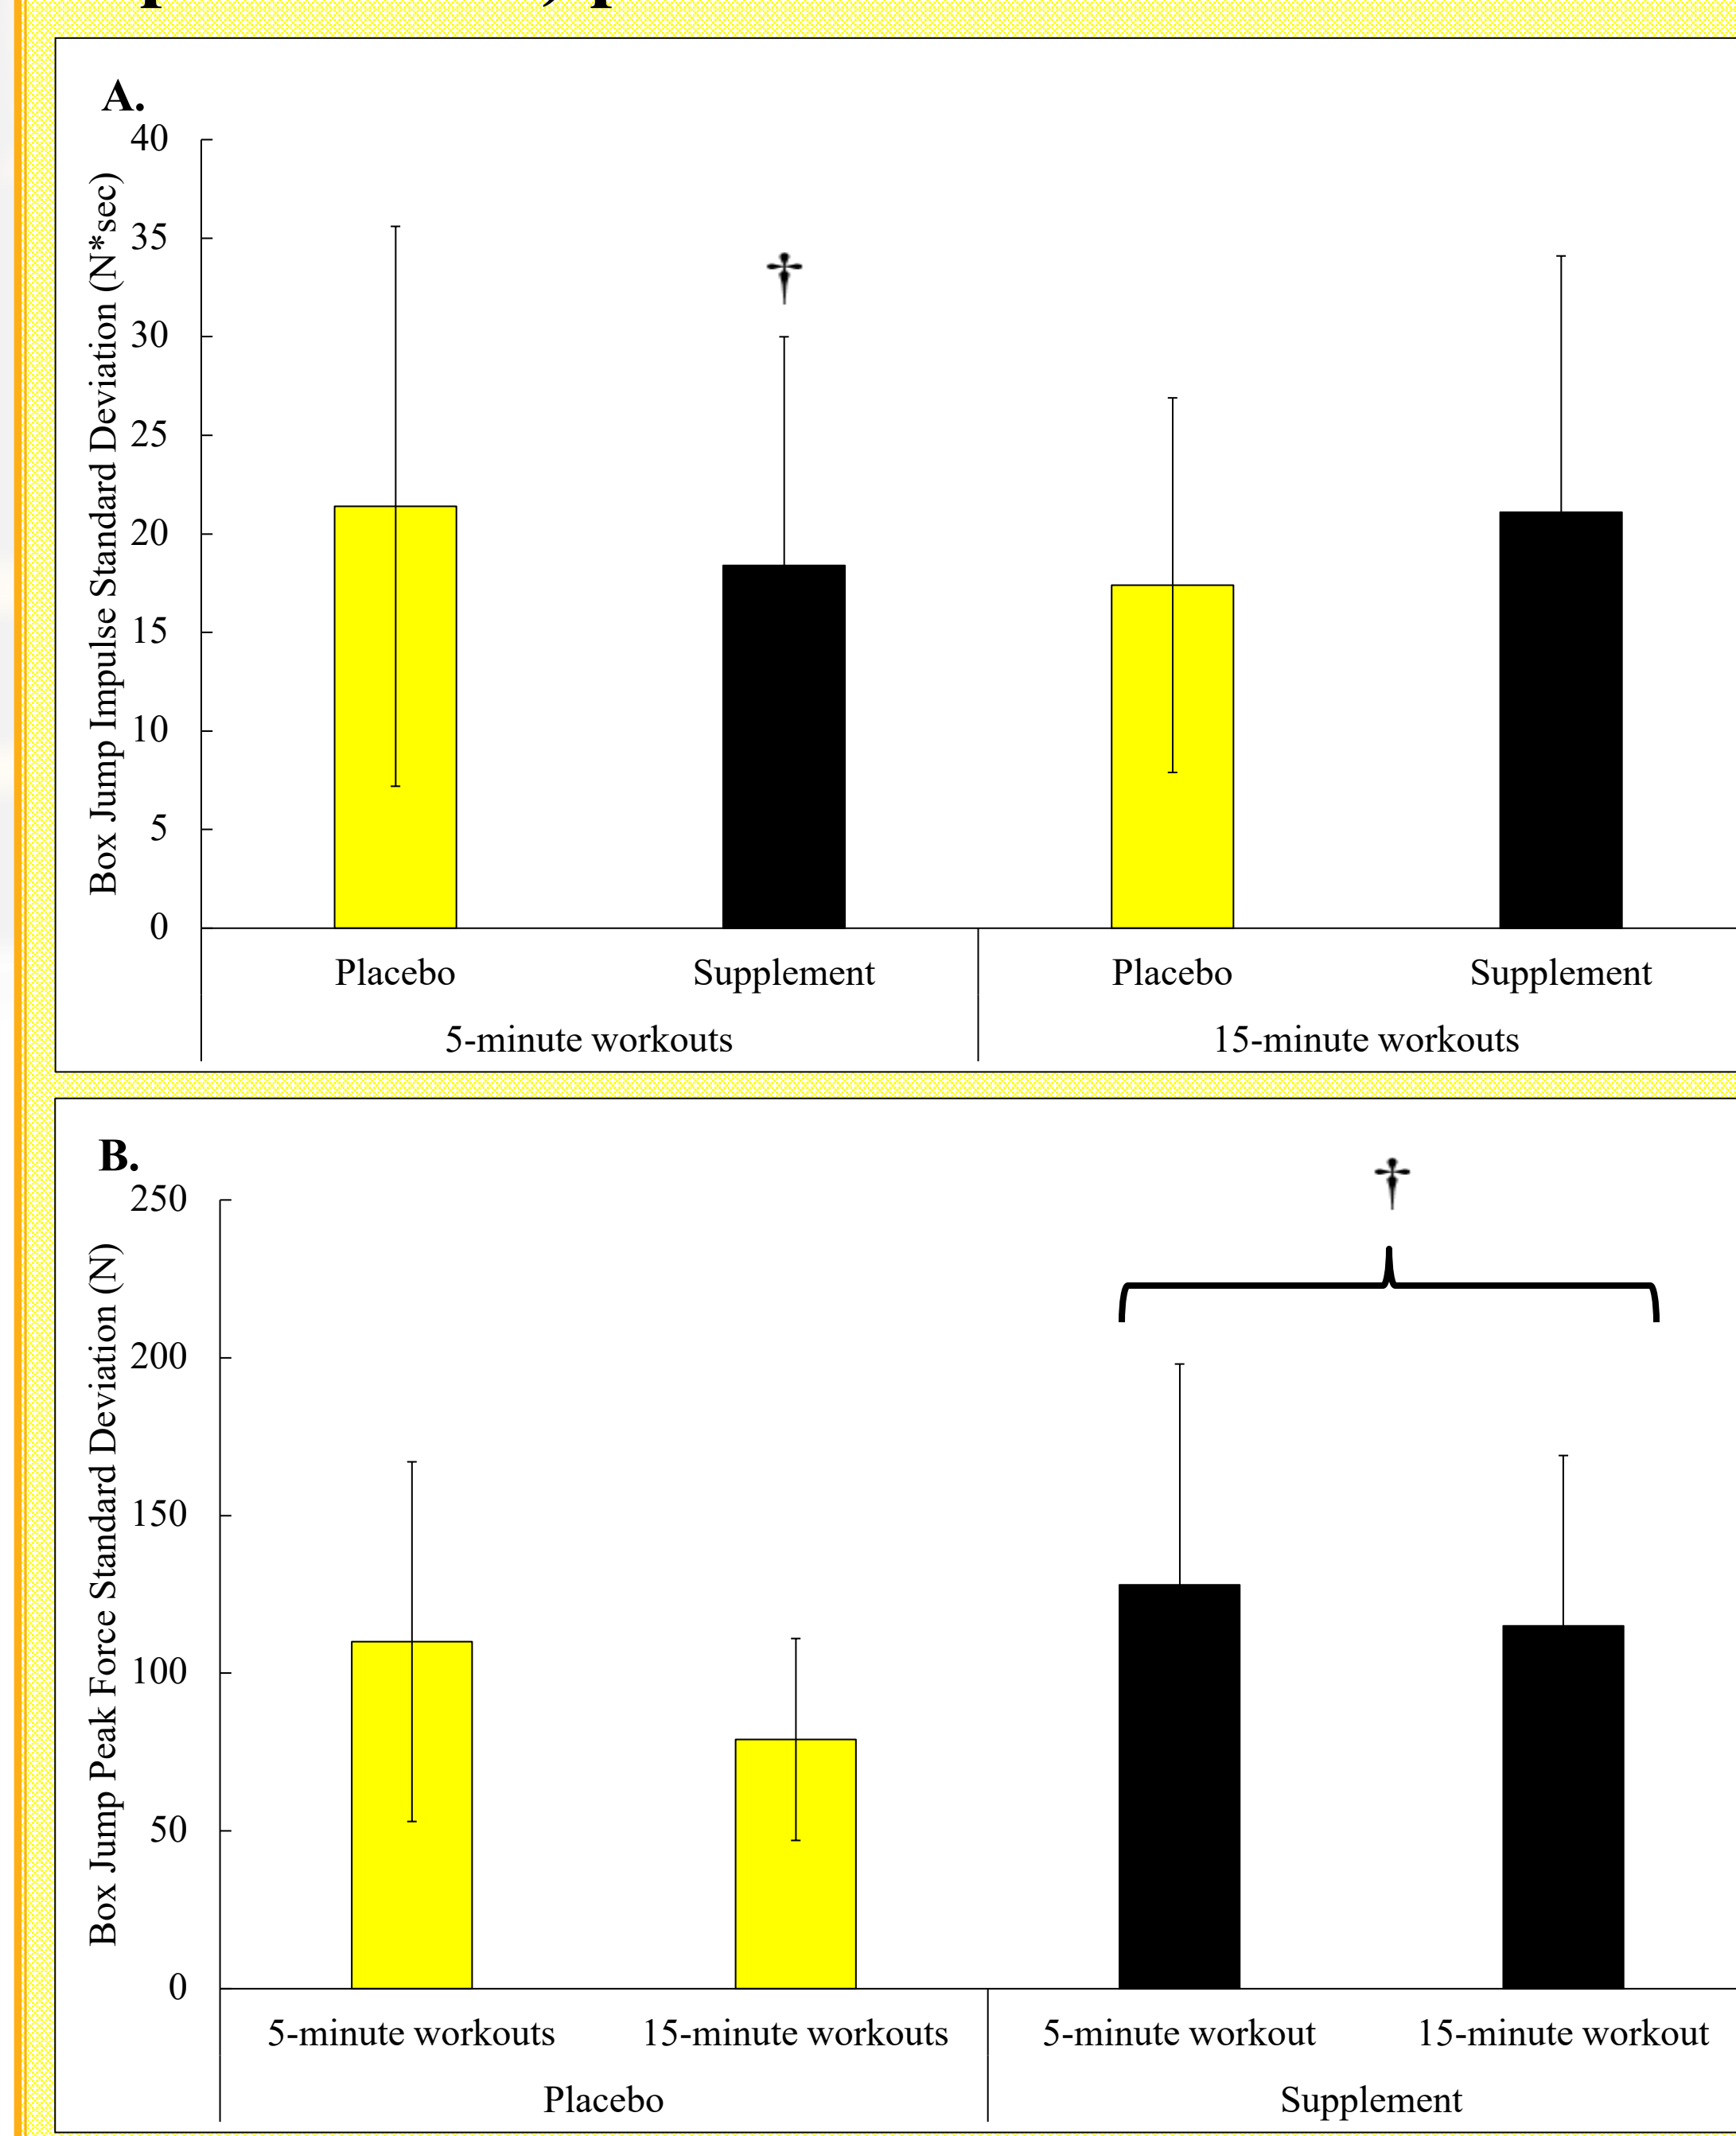 A.
Box Jump Impulse Standard Deviation (N*sec)
40
35
30
25
20
15
10
5
0
†
Placebo
Supplement
Placebo
Supplement
5-minute workouts
15-minute workouts
B.
Box Jump Peak Force Standard Deviation (N)
250
200
150
100
50
0
†
5-minute workouts
15-minute workouts
5-minute workout
15-minute workout
Placebo
Supplement